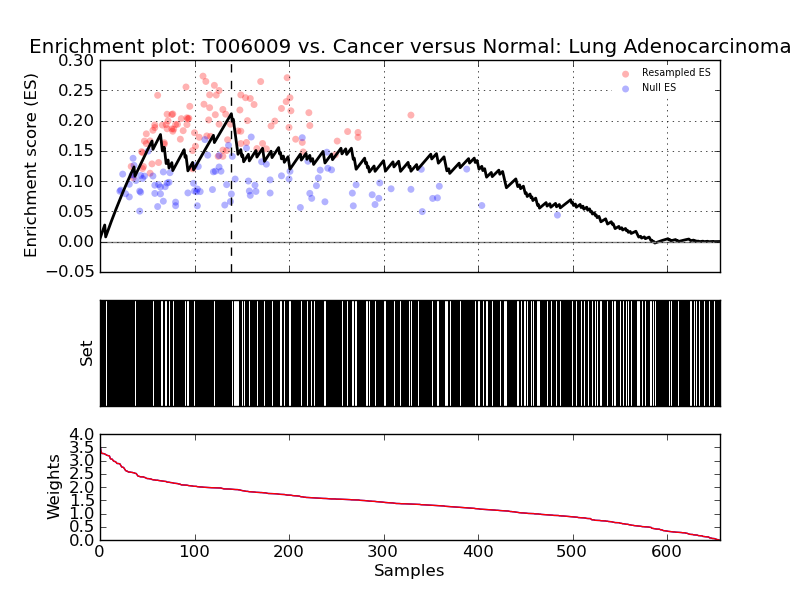 Enrichment plot: T006009 vs. Cancer versus Normal: Lung Adenocarcinoma
0.30
0.25
0.20
0.15
0.10
0.05
0.00
−0.05
Enrichment score (ES)
Resampled ES
Null ES
Set
4.0
3.5
3.0
2.5
2.0
1.5
1.0
0.5
0.0
Weights
0 100 200 300 400 500 600
Samples